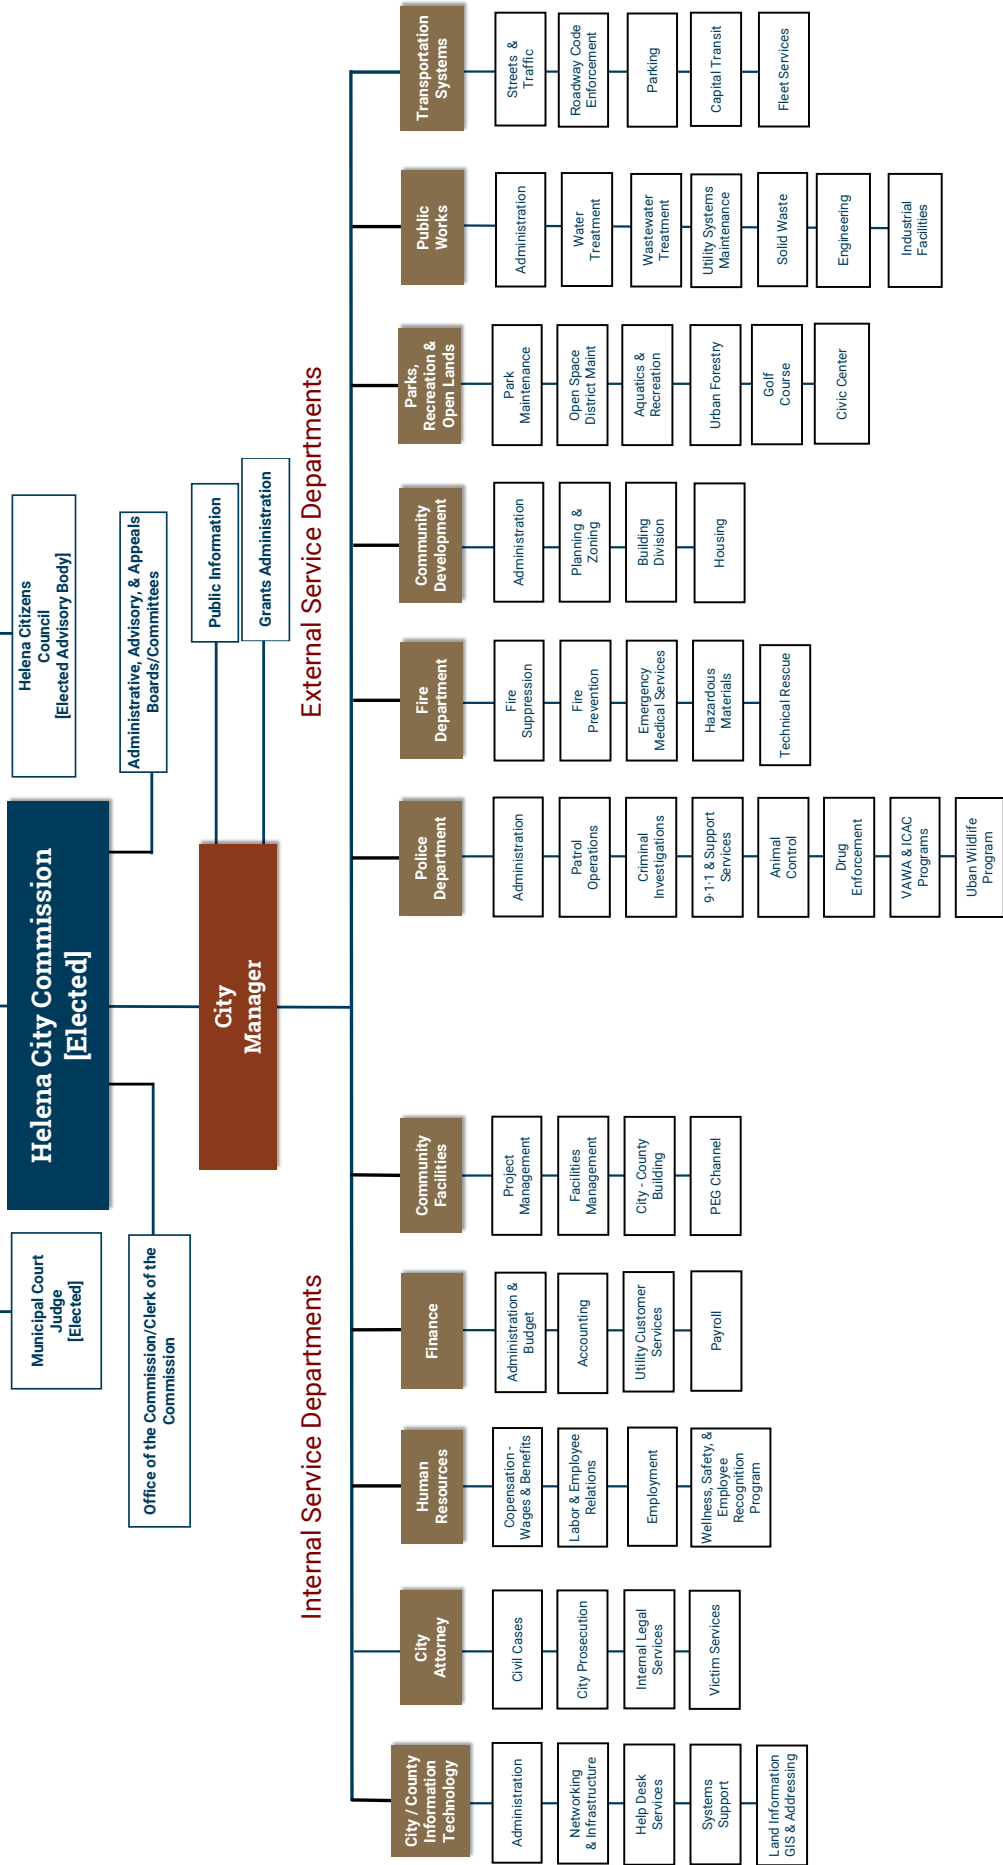 Helena Citizens
Council
[Elected Advisory Body]
Helena City Commission
[Elected]
Municipal Court
Judge
[Elected]
Administrative, Advisory, & Appeals
Boards/Committees
Office of the Commission/Clerk of the
Commission
City
Manager
Public Information
Grants Administration
Internal Service Departments
External Service Departments
City / County
Information
Technology
Administration
Networking
& Infrastructure
Help Desk
Services
Systems
Support
Land Information
GIS & Addressing
City
Attorney
Civil Cases
City Prosecution
Internal Legal
Services
Victim Services
Human
Resources
Copensation -
Wages & Benefits
Labor & Employee
Relations
Employment
Wellness, Safety, &
Employee
Recognition
Program
Finance
Administration &
Budget
Accounting
Utility Customer
Services
Payroll
Community
Facilities
Project
Management
Facilities
Management
City - County
Building
PEG Channel
Police
Department
Administration
Patrol
Operations
Criminal
Investigations
9-1-1 & Support
Services
Animal
Control
Drug
Enforcement
VAWA & ICAC
Programs
Uban Wildlife
Program
Fire
Department
Fire
Suppression
Fire
Prevention
Emergency
Medical Services
Hazardous
Materials
Technical Rescue
Community
Development
Administration
Planning &
Zoning
Building
Division
Housing
Parks,
Recreation &
Open Lands
Park
Maintenance
Open Space
District Maint
Aquatics &
Recreation
Urban Forestry
Golf
Course
Civic Center
Public
Works
Administration
Water
Treatment
Wastewater
Treatment
Utility Systems
Maintenance
Solid Waste
Engineering
Industrial
Facilities
Transportation
Systems
Streets &
Traffic
Roadway Code
Enforcement
Parking
Capital Transit
Fleet Services